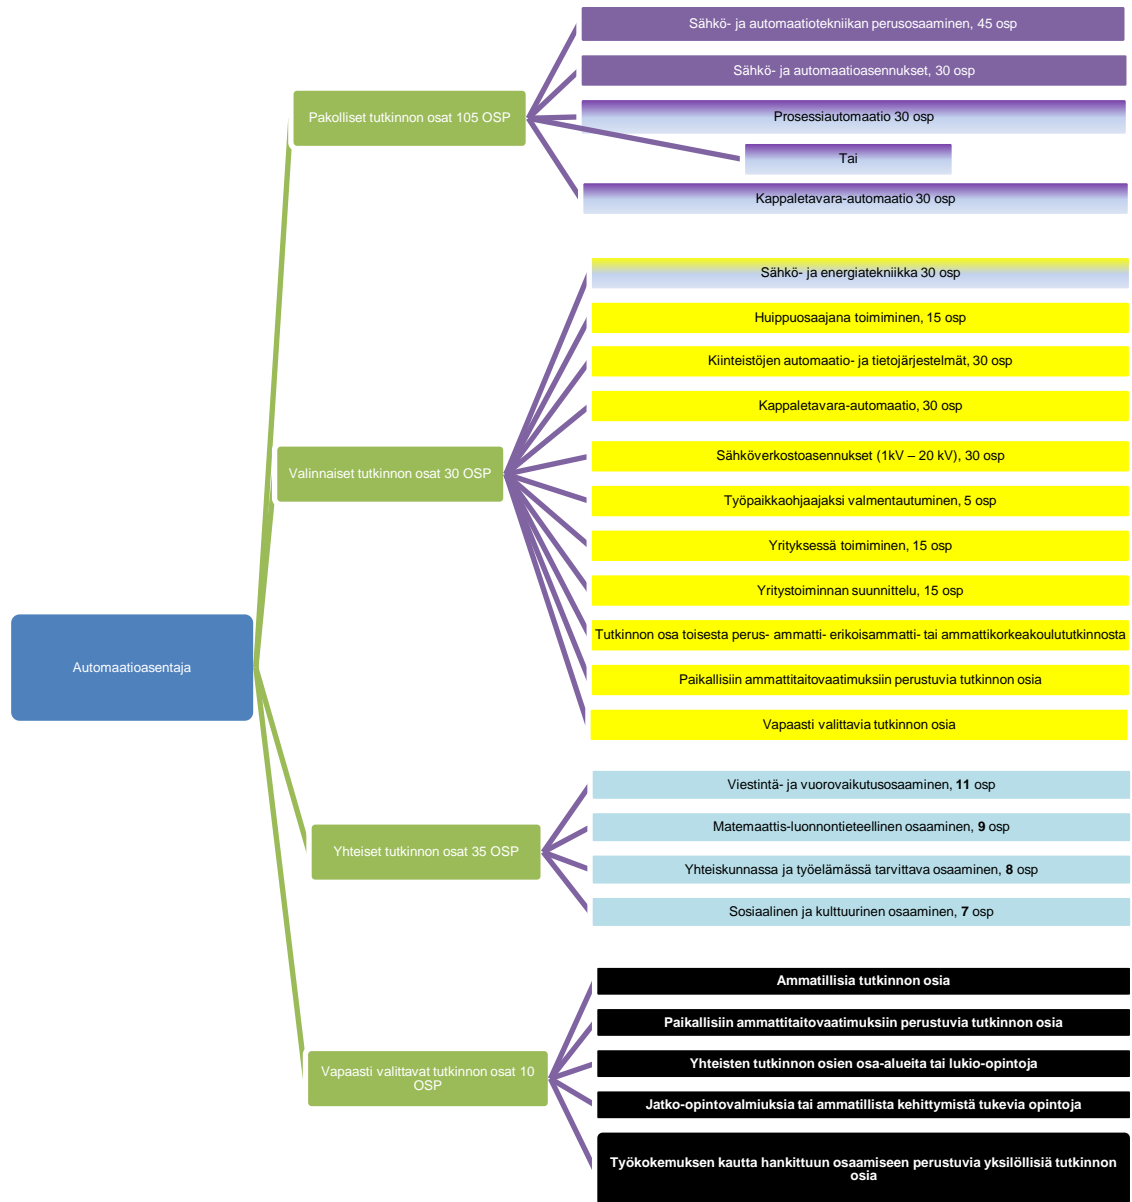 Automaatioasentaja
Pakolliset tutkinnon osat 105 OSP
Sähkö- ja automaatiotekniikan perusosaaminen, 45 osp
Sähkö- ja automaatioasennukset, 30 osp
Prosessiautomaatio 30 osp
Tai
Kappaletavara-automaatio 30 osp
Valinnaiset tutkinnon osat 30 OSP
Sähkö- ja energiatekniikka 30 osp
Huippuosaajana toimiminen, 15 osp
Kiinteistöjen automaatio- ja tietojärjestelmät, 30 osp
Kappaletavara-automaatio, 30 osp
Sähköverkostoasennukset (1kV – 20 kV), 30 osp
Työpaikkaohjaajaksi valmentautuminen, 5 osp
Yrityksessä toimiminen, 15 osp
Yritystoiminnan suunnittelu, 15 osp
Tutkinnon osa toisesta perus- ammatti- erikoisammatti- tai ammattikorkeakoulututkinnosta
Paikallisiin ammattitaitovaatimuksiin perustuvia tutkinnon osia
Vapaasti valittavia tutkinnon osia
Yhteiset tutkinnon osat 35 OSP
Viestintä- ja vuorovaikutusosaaminen, 11 osp
Matemaattis-luonnontieteellinen osaaminen, 9 osp
Yhteiskunnassa ja työelämässä tarvittava osaaminen, 8 osp
Sosiaalinen ja kulttuurinen osaaminen, 7 osp
Vapaasti valittavat tutkinnon osat 10
OSP
Ammatillisia tutkinnon osia
Paikallisiin ammattitaitovaatimuksiin perustuvia tutkinnon osia
Yhteisten tutkinnon osien osa-alueita tai lukio-opintoja
Jatko-opintovalmiuksia tai ammatillista kehittymistä tukevia opintoja
Työkokemuksen kautta hankittuun osaamiseen perustuvia yksilöllisiä tutkinnon
osia